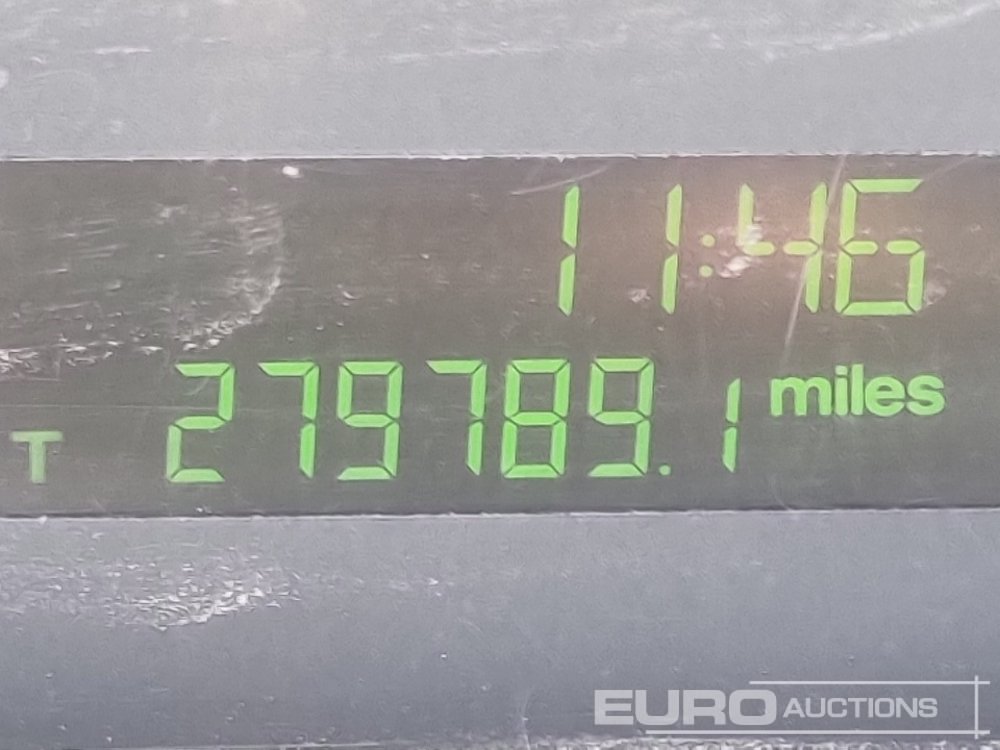 11:46
T 279789.1 miles
EURO AUCTIONS